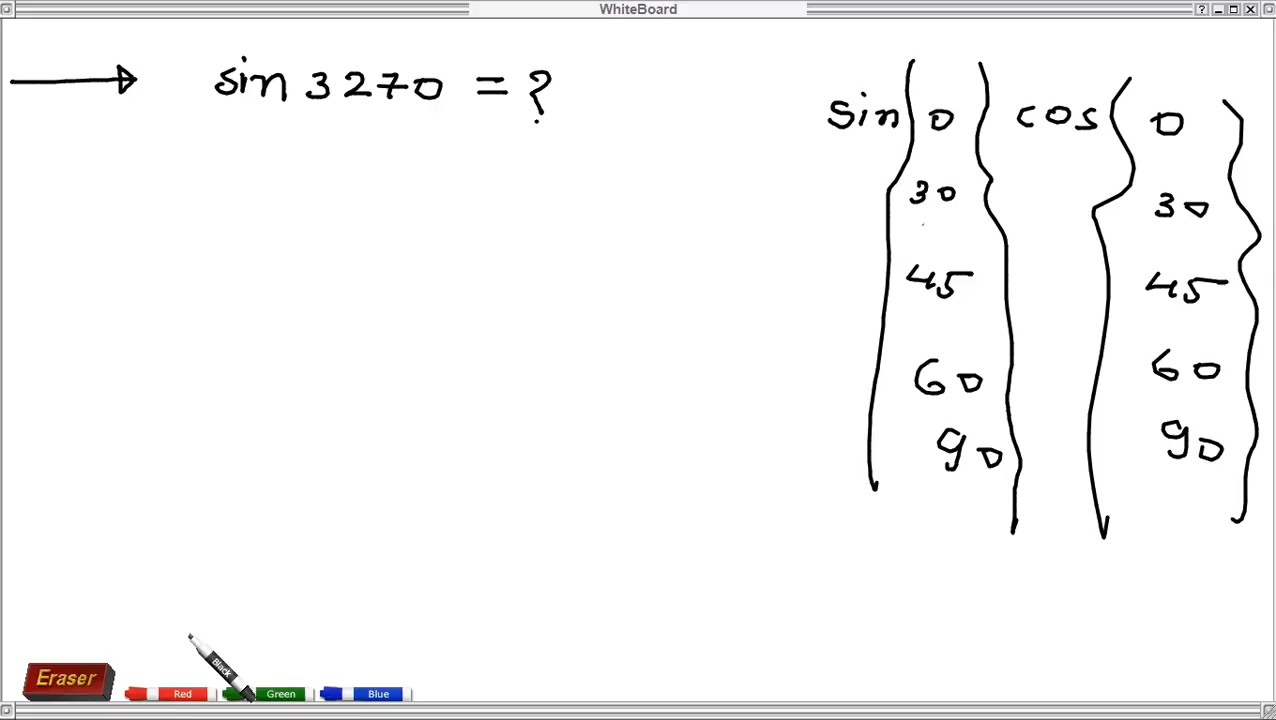 WhiteBoard
sin 3270 = ?
sin 0 cos 0
30 30
45 45
60 60
90 90
Eraser
Black
Red Green Blue